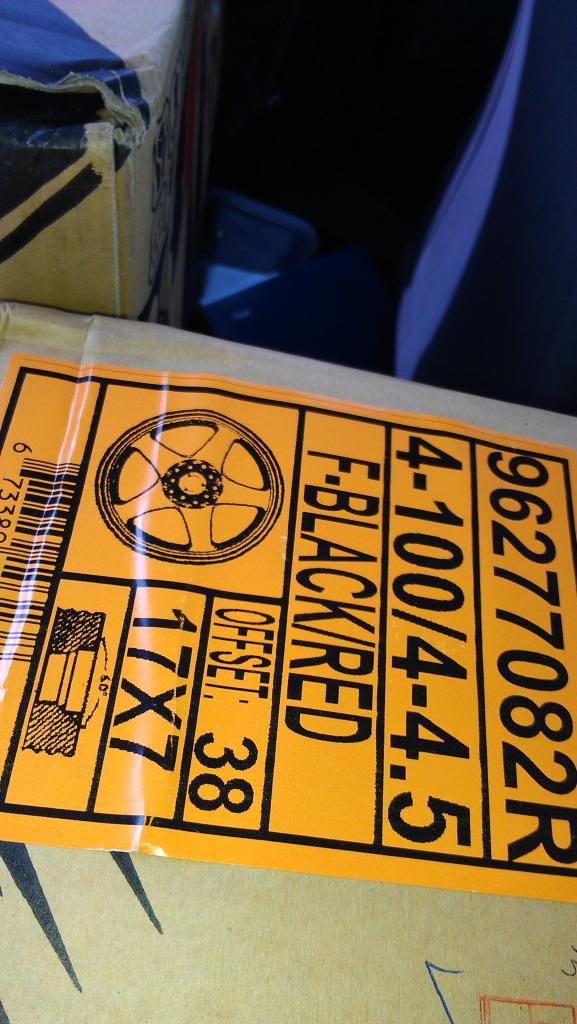 96277082R
4-100/4-4.5
F-BLACK/RED
OFFSET: 38
17X7
60°